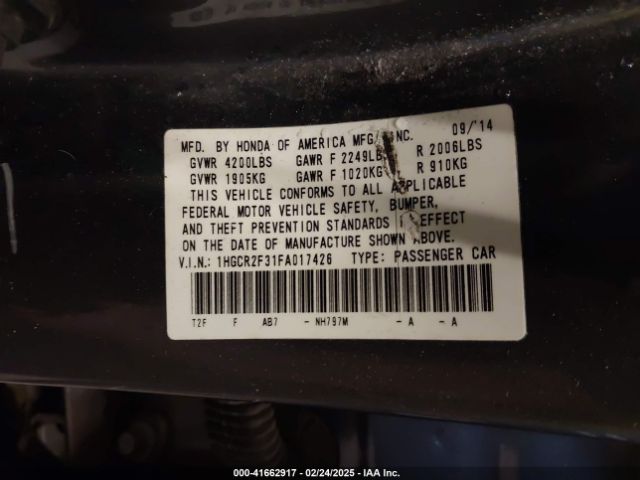 MFD. BY HONDA OF AMERICA MFG. INC. 09/'14
GVWR 4200LBS GAWR F 2249LB R 2006LBS
GVWR 1905KG GAWR F 1020KG R 910KG
THIS VEHICLE CONFORMS TO ALL APPLICABLE
FEDERAL MOTOR VEHICLE SAFETY, BUMPER,
AND THEFT PREVENTION STANDARDS IN EFFECT
ON THE DATE OF MANUFACTURE SHOWN ABOVE.
V.I.N.: 1HGCR2F31FA017426 TYPE: PASSENGER CAR
T2F F AB7 - NH797M - A - A
000-41662917 - 02/24/2025 - IAA Inc.